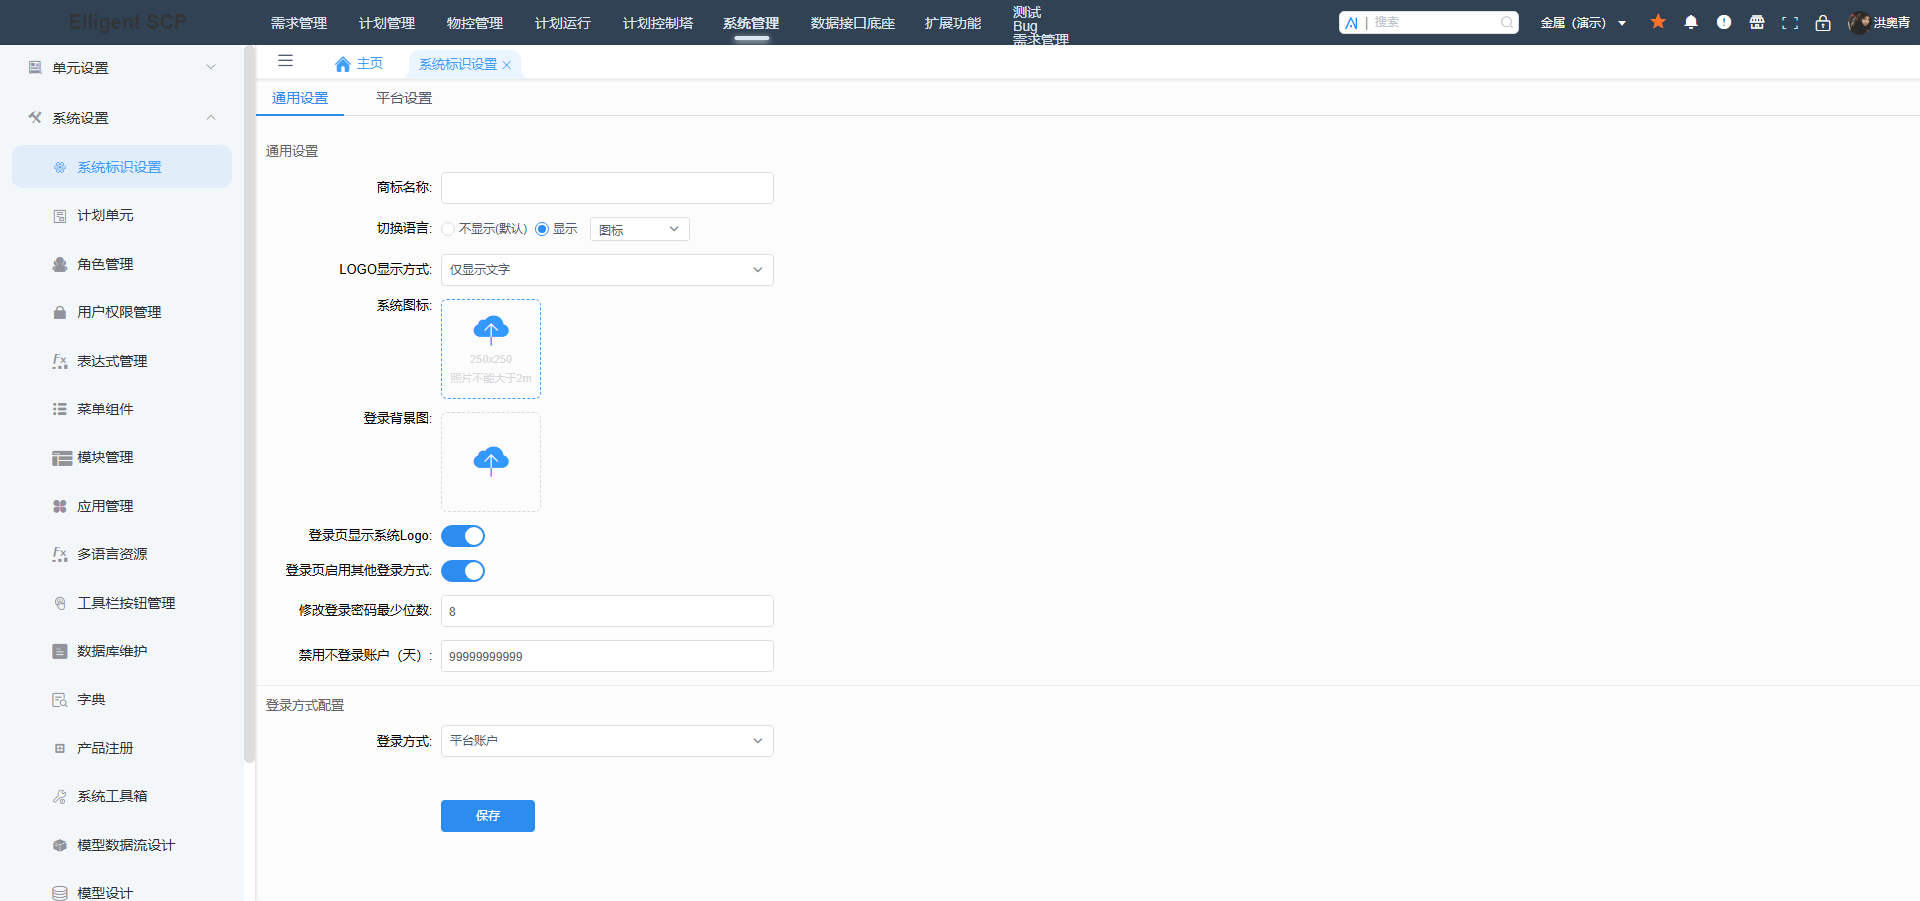 Elligent SCP
需求管理
计划管理
物控管理
计划运行
计划控制塔
系统管理
数据接口底座
扩展功能
测试
Bug
需求管理
AI | 搜索
金属（演示）
洪奥青
单元设置
系统设置
系统标识设置
计划单元
角色管理
用户权限管理
表达式管理
菜单组件
模块管理
应用管理
多语言资源
工具栏按钮管理
数据库维护
字典
产品注册
系统工具箱
模型数据流设计
模型设计
主页
系统标识设置
通用设置
平台设置
通用设置
商标名称:
切换语言: 不显示(默认) 显示 图标
LOGO显示方式: 仅显示文字
系统图标:
250x250
照片不能大于2m
登录背景图:
登录页显示系统Logo:
登录页启用其他登录方式:
修改登录密码最少位数: 8
禁用不登录账户（天）: 99999999999
登录方式配置
登录方式: 平台账户
保存